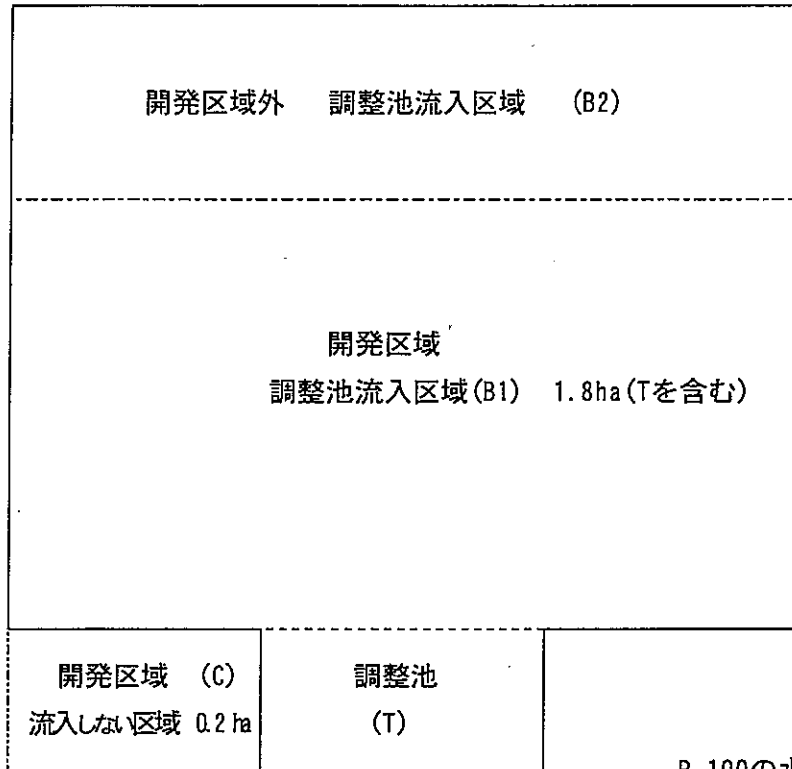 開発区域外 調整池流入区域 (B2)
開発区域
調整池流入区域(B1) 1.8ha(Tを含む)
開発区域 (C)
流入しない区域 0.2ha
調整池
(T)